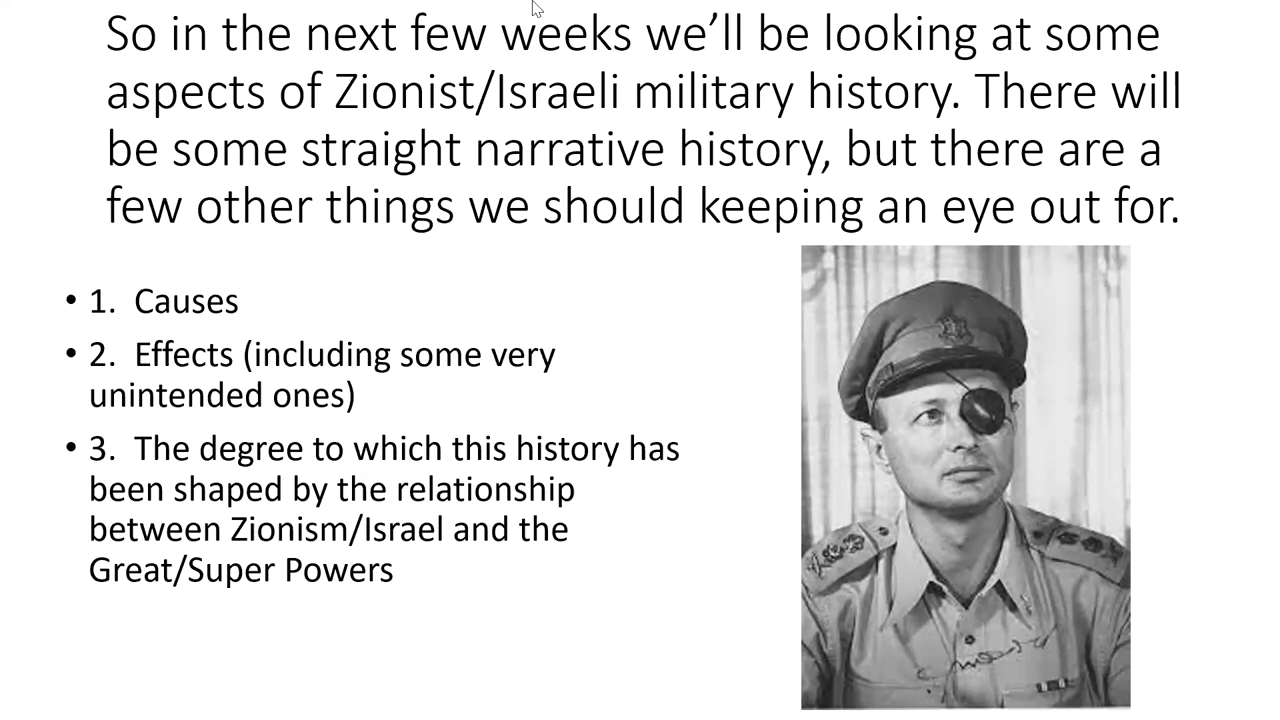 So in the next few weeks we’ll be looking at some
aspects of Zionist/Israeli military history. There will
be some straight narrative history, but there are a
few other things we should keeping an eye out for.
• 1. Causes
• 2. Effects (including some very
unintended ones)
• 3. The degree to which this history has
been shaped by the relationship
between Zionism/Israel and the
Great/Super Powers